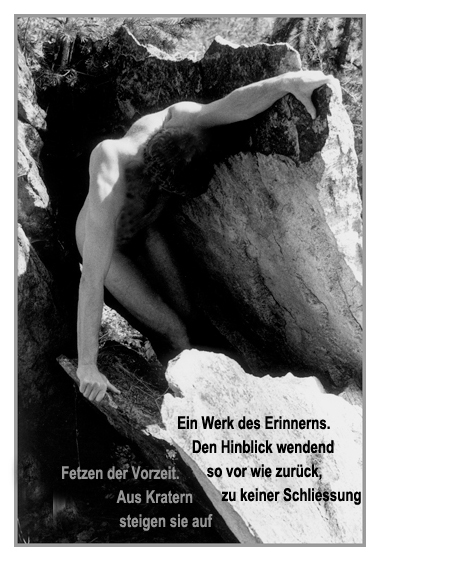 Ein Werk des Erinnerns.
Den Hinblick wendend
so vor wie zurück,
zu keiner Schliessung
Fetzen der Vorzeit.
Aus Kratern
steigen sie auf